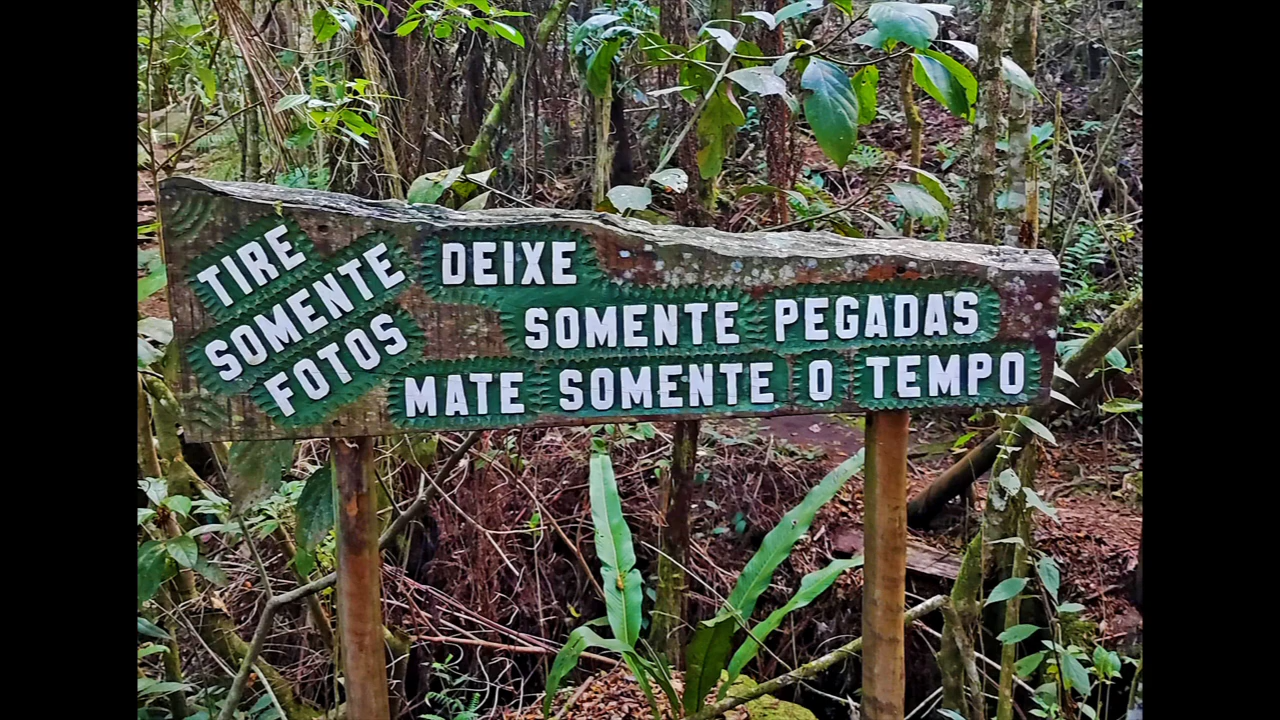 TIRE
SOMENTE
FOTOS
DEIXE
SOMENTE PEGADAS
MATE SOMENTE O TEMPO